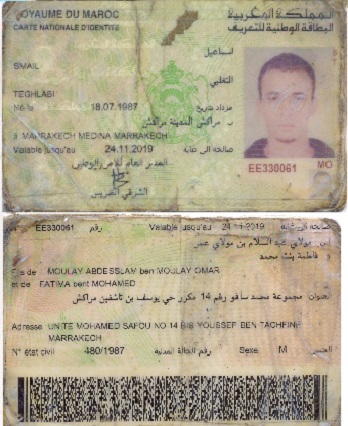 ROYAUME DU MAROC
المملكة المغربية
CARTE NATIONALE D'IDENTITE
البطاقة الوطنية للتعريف
اسماعيل
SMAIL
التغلبي
TEGHLABI
مزداد بتاريخ
Né le 18.07.1987
بـ مراكش المدينة مراكش
à MARRAKECH MEDINA MARRAKECH
Valable jusqu'au 24.11.2019 صالحة إلى غاية
EE330061 MO
المدير العام للأمن الوطني
الشرقي الضريس
EE330061 رقم
Valable jusqu'au 24.11.2019 صالحة إلى غاية
ابن مولاي عبد السلام بن مولاي عمر
و فاطمة بنت محمد
Fils de MOULAY ABDESSLAM ben MOULAY OMAR
et de FATIMA bent MOHAMED
العنوان مجموعة محمد سافو رقم 14 مكرر حي يوسف بن تاشفين مراكش
Adresse UNITE MOHAMED SAFOU NO 14 BIS YOUSSEF BEN TACHFINE
MARRAKECH
N° état civil 480/1987 رقم الحالة المدنية
Sexe M الجنس